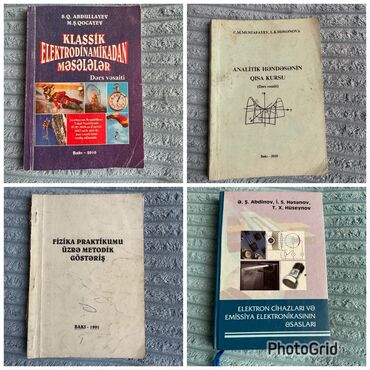 S.Q. ABDULLAYEV
M.Ş.QOCAYEV
KLASSİK
ELEKTRODİNAMİKADAN
MƏSƏLƏLƏR
Dərs vəsaiti
Bakı - 2010
ANALİTİK HƏNDƏSƏNİN
QISA KURSU
(Dərs vəsaiti)
Bakı - 2010
FİZİKA PRAKTİKUMU
ÜZRƏ METODİK
GÖSTƏRİŞ
BAKI - 1991
Ə. Ş. Abdinov, İ. S. Həsənov,
T. X. Hüseynov
ELEKTRON CİHAZLARI VƏ
EMİSSİYA ELEKTRONİKASININ
ƏSASLARI
PhotoGrid